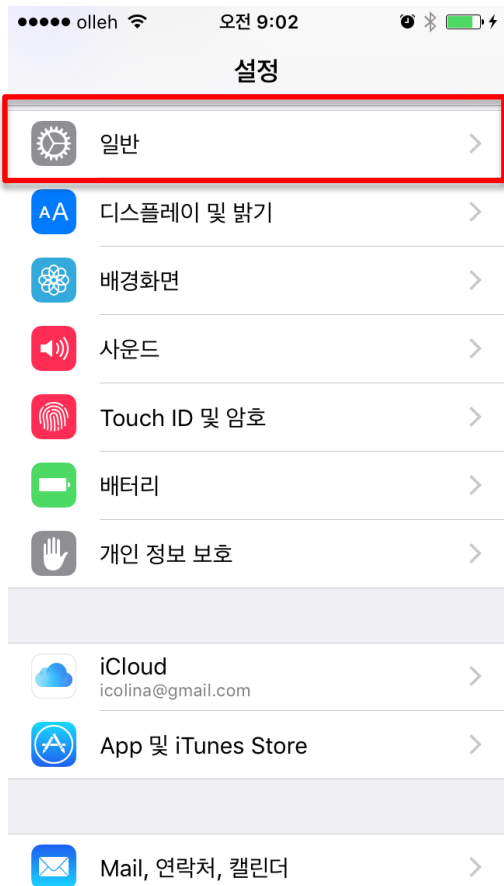 olleh 오전 9:02
설정
일반
AA 디스플레이 및 밝기
배경화면
사운드
Touch ID 및 암호
배터리
개인 정보 보호
iCloud
icolina@gmail.com
App 및 iTunes Store
Mail, 연락처, 캘린더